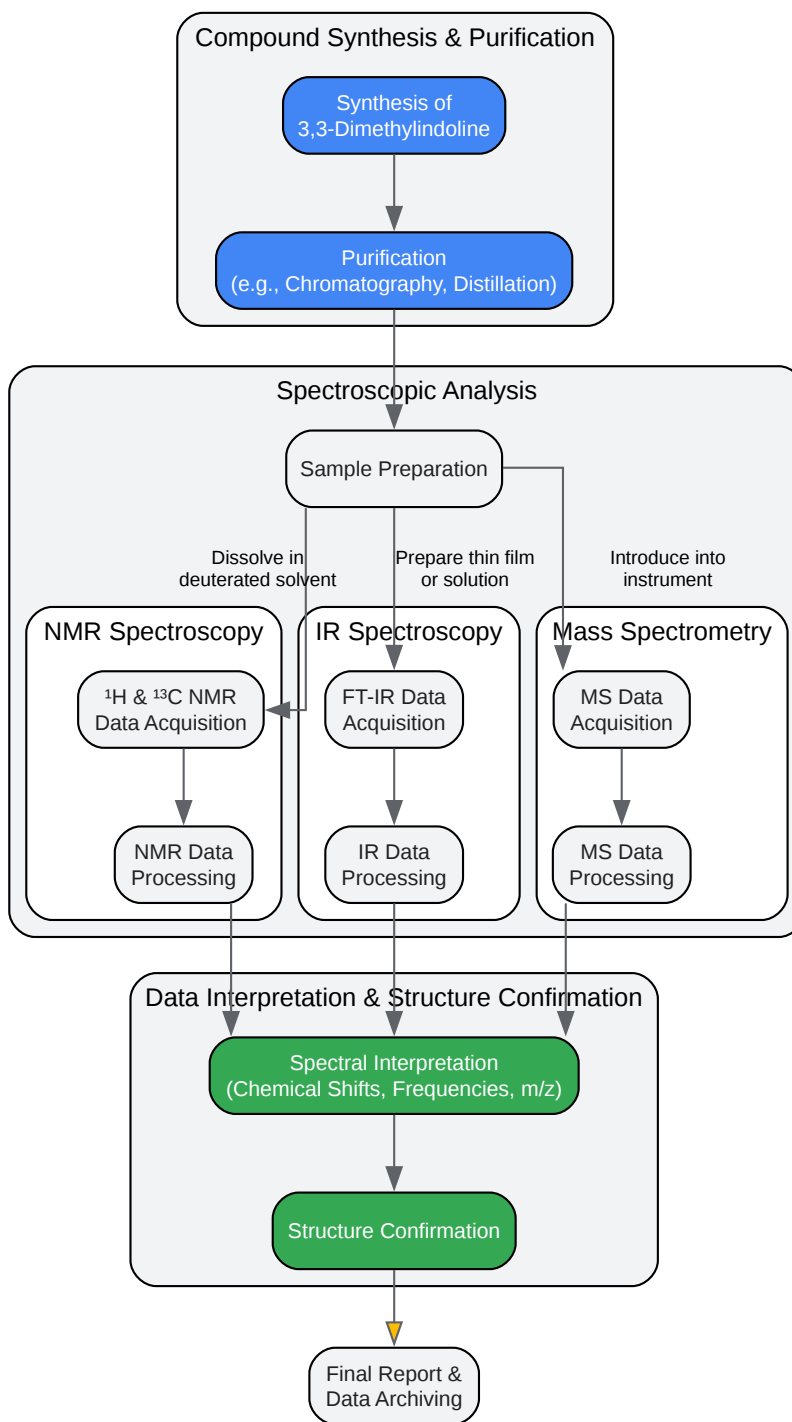 Compound Synthesis & Purification
Synthesis of
3,3-Dimethylindoline
Purification
(e.g., Chromatography, Distillation)
Spectroscopic Analysis
Sample Preparation
Dissolve in
deuterated solvent
Prepare thin film
or solution
Introduce into
instrument
NMR Spectroscopy
¹H & ¹³C NMR
Data Acquisition
NMR Data
Processing
IR Spectroscopy
FT-IR Data
Acquisition
IR Data
Processing
Mass Spectrometry
MS Data
Acquisition
MS Data
Processing
Data Interpretation & Structure Confirmation
Spectral Interpretation
(Chemical Shifts, Frequencies, m/z)
Structure Confirmation
Final Report &
Data Archiving